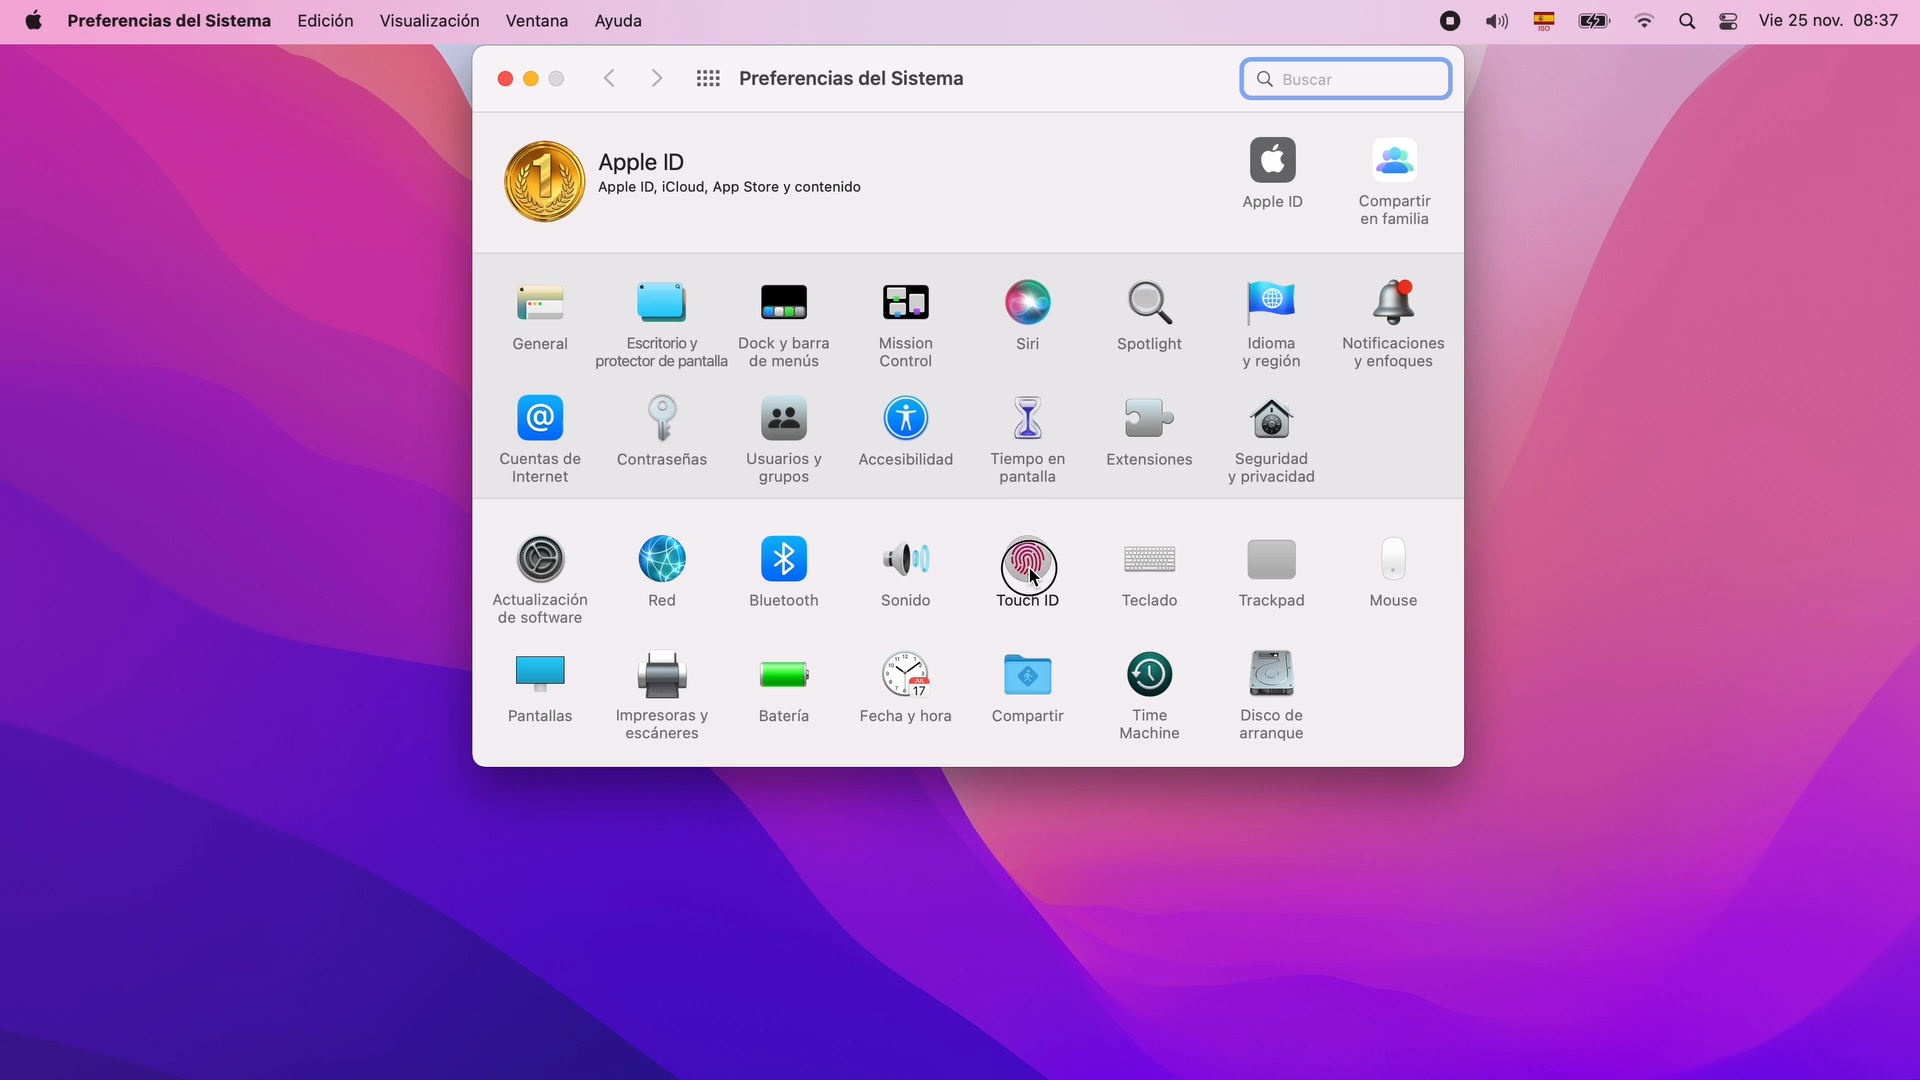 Preferencias del Sistema Edición Visualización Ventana Ayuda ISO Vie 25 nov. 08:37
Preferencias del Sistema Buscar
1
Apple ID
Apple ID, iCloud, App Store y contenido
Apple ID
Compartir
en familia
General
Escritorio y
protector de pantalla
Dock y barra
de menús
Mission
Control
Siri
Spotlight
Idioma
y región
Notificaciones
y enfoques
@
Cuentas de
Internet
Contraseñas
Usuarios y
grupos
Accesibilidad
Tiempo en
pantalla
Extensiones
Seguridad
y privacidad
Actualización
de software
Red
Bluetooth
Sonido
Touch ID
Teclado
Trackpad
Mouse
Pantallas
Impresoras y
escáneres
Batería
JUL
17
Fecha y hora
Compartir
Time
Machine
Disco de
arranque